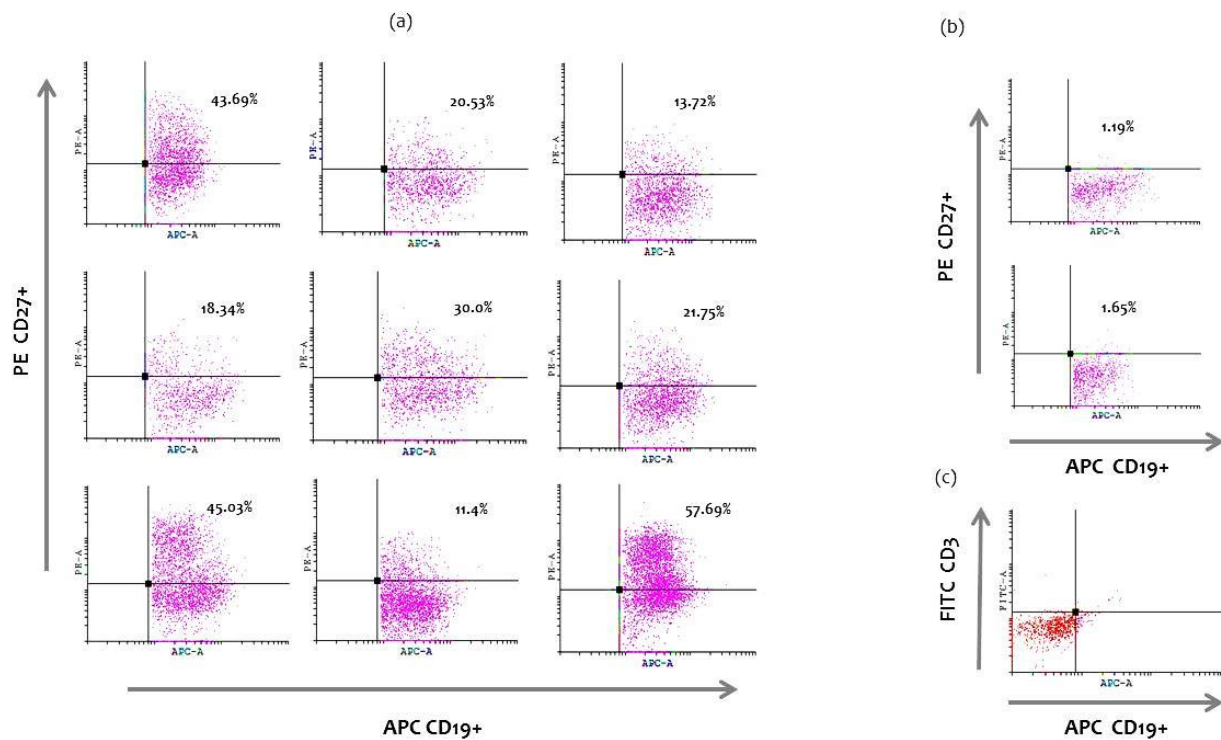 (a)
43.69%
20.53%
13.72%
PE-A
PE-A
PE-A
APC-A
APC-A
APC-A
18.34%
30.0%
21.75%
PE-A
PE-A
PE-A
APC-A
APC-A
APC-A
45.03%
11.4%
57.69%
PE-A
PE-A
PE-A
APC-A
APC-A
APC-A
PE CD27+
APC CD19+
(b)
1.19%
PE-A
APC-A
1.65%
PE-A
APC-A
PE CD27+
APC CD19+
(c)
FITC CD3
FITC-A
APC-A
APC CD19+